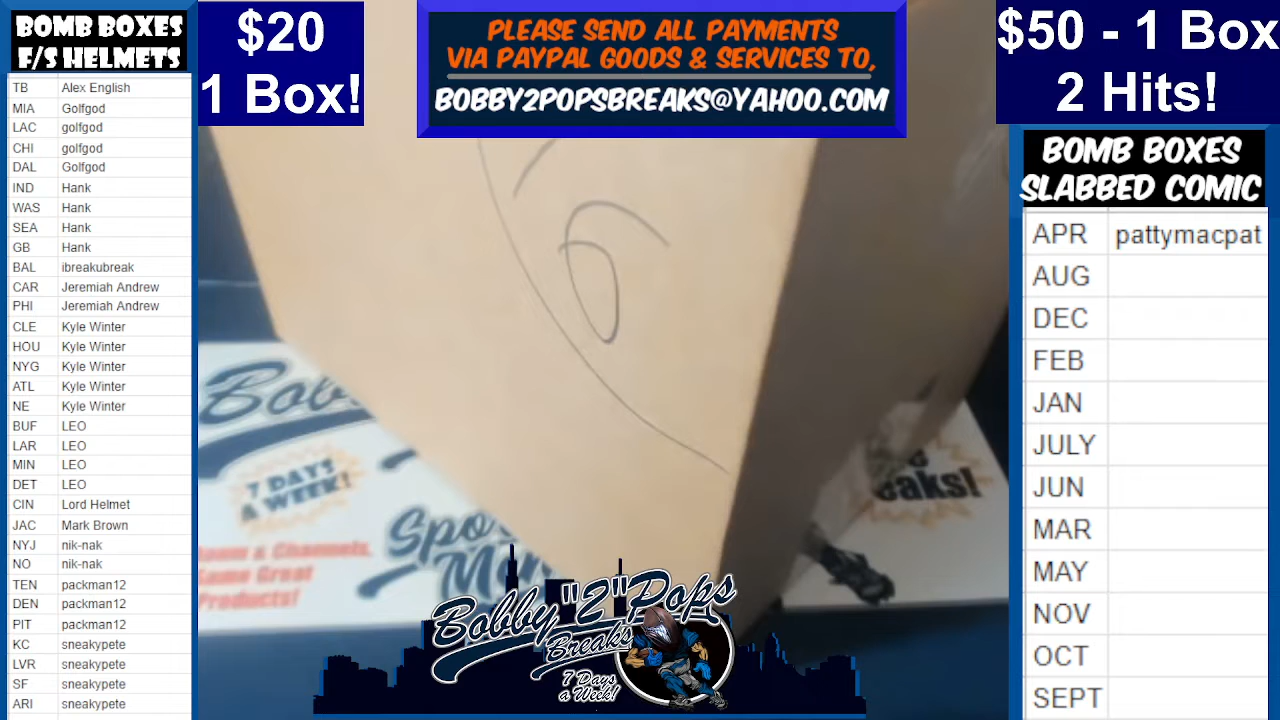 BOMB BOXES
F/S HELMETS
TB Alex English
MIA Golfgod
LAC golfgod
CHI golfgod
DAL Golfgod
IND Hank
WAS Hank
SEA Hank
GB Hank
BAL ibreakubreak
CAR Jeremiah Andrew
PHI Jeremiah Andrew
CLE Kyle Winter
HOU Kyle Winter
NYG Kyle Winter
ATL Kyle Winter
NE Kyle Winter
BUF LEO
LAR LEO
MIN LEO
DET LEO
CIN Lord Helmet
JAC Mark Brown
NYJ nik-nak
NO nik-nak
TEN packman12
DEN packman12
PIT packman12
KC sneakypete
LVR sneakypete
SF sneakypete
ARI sneakypete
$20
1 Box!
PLEASE SEND ALL PAYMENTS
VIA PAYPAL GOODS & SERVICES TO,
BOBBY2POPSBREAKS@YAHOO.COM
6
7 DAYS
A WEEK!
Same Great
Products!
Bobby "2" Pops
Breaks
7 Days
a Week!
$50 - 1 Box
2 Hits!
BOMB BOXES
SLABBED COMIC
APR pattymacpat
AUG
DEC
FEB
JAN
JULY
JUN
MAR
MAY
NOV
OCT
SEPT